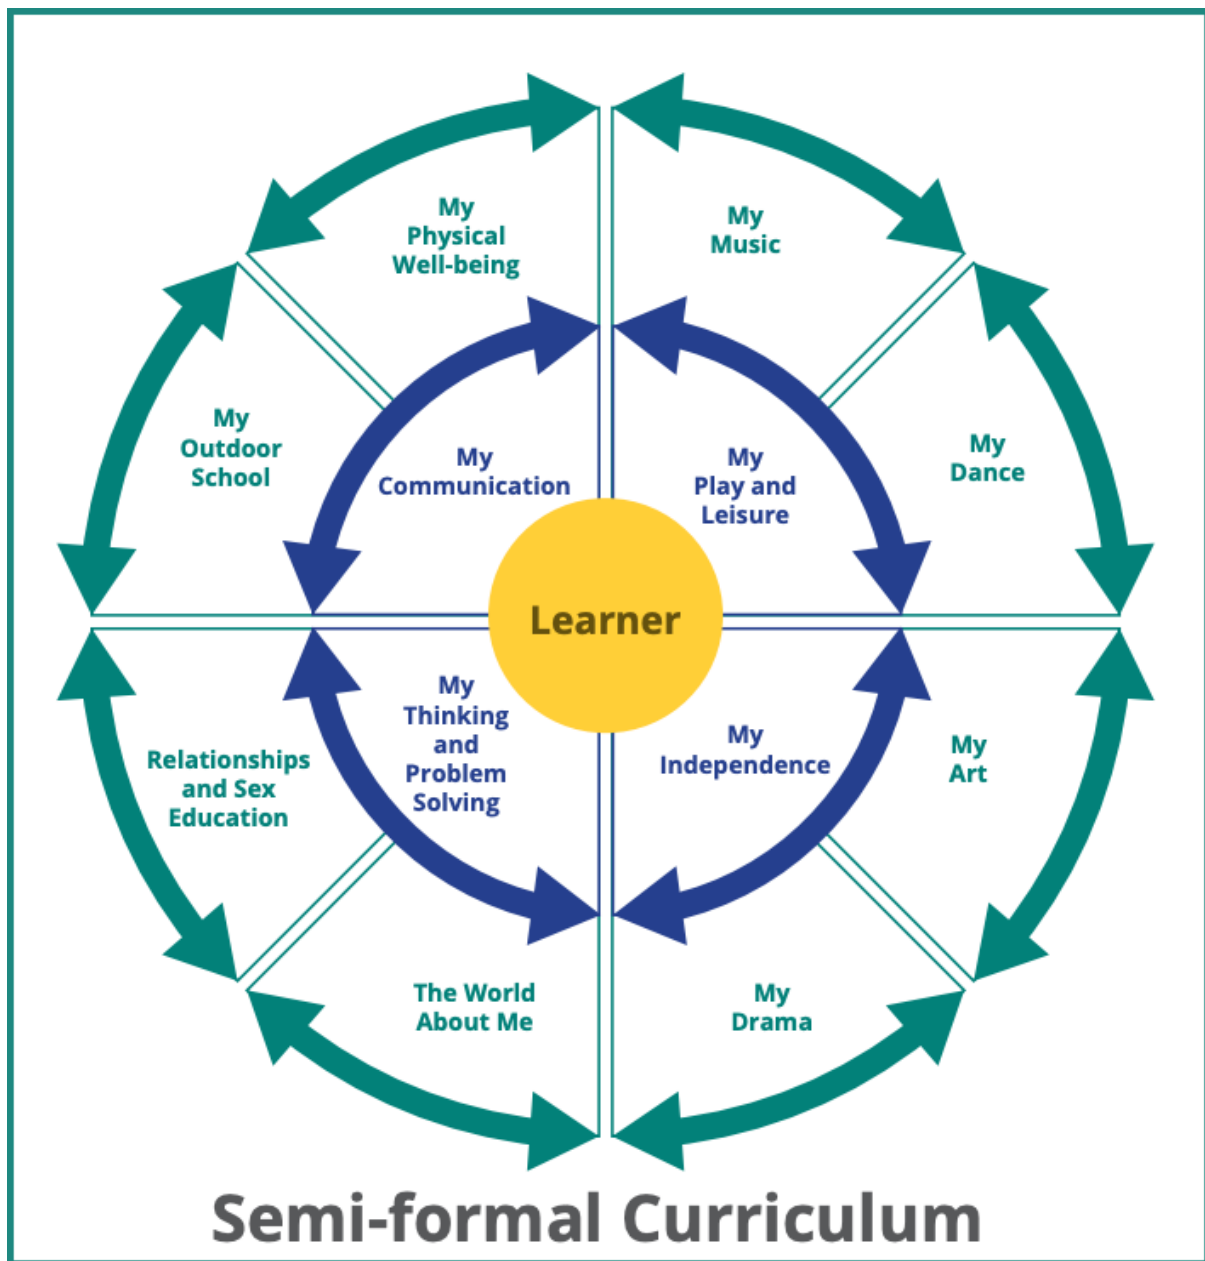 My
Physical
Well-being
My
Music
My
Outdoor
School
My
Communication
My
Play and
Leisure
My
Dance
Learner
Relationships
and Sex
Education
My
Thinking
and
Problem
Solving
My
Independence
My
Art
The World
About Me
My
Drama
Semi-formal Curriculum